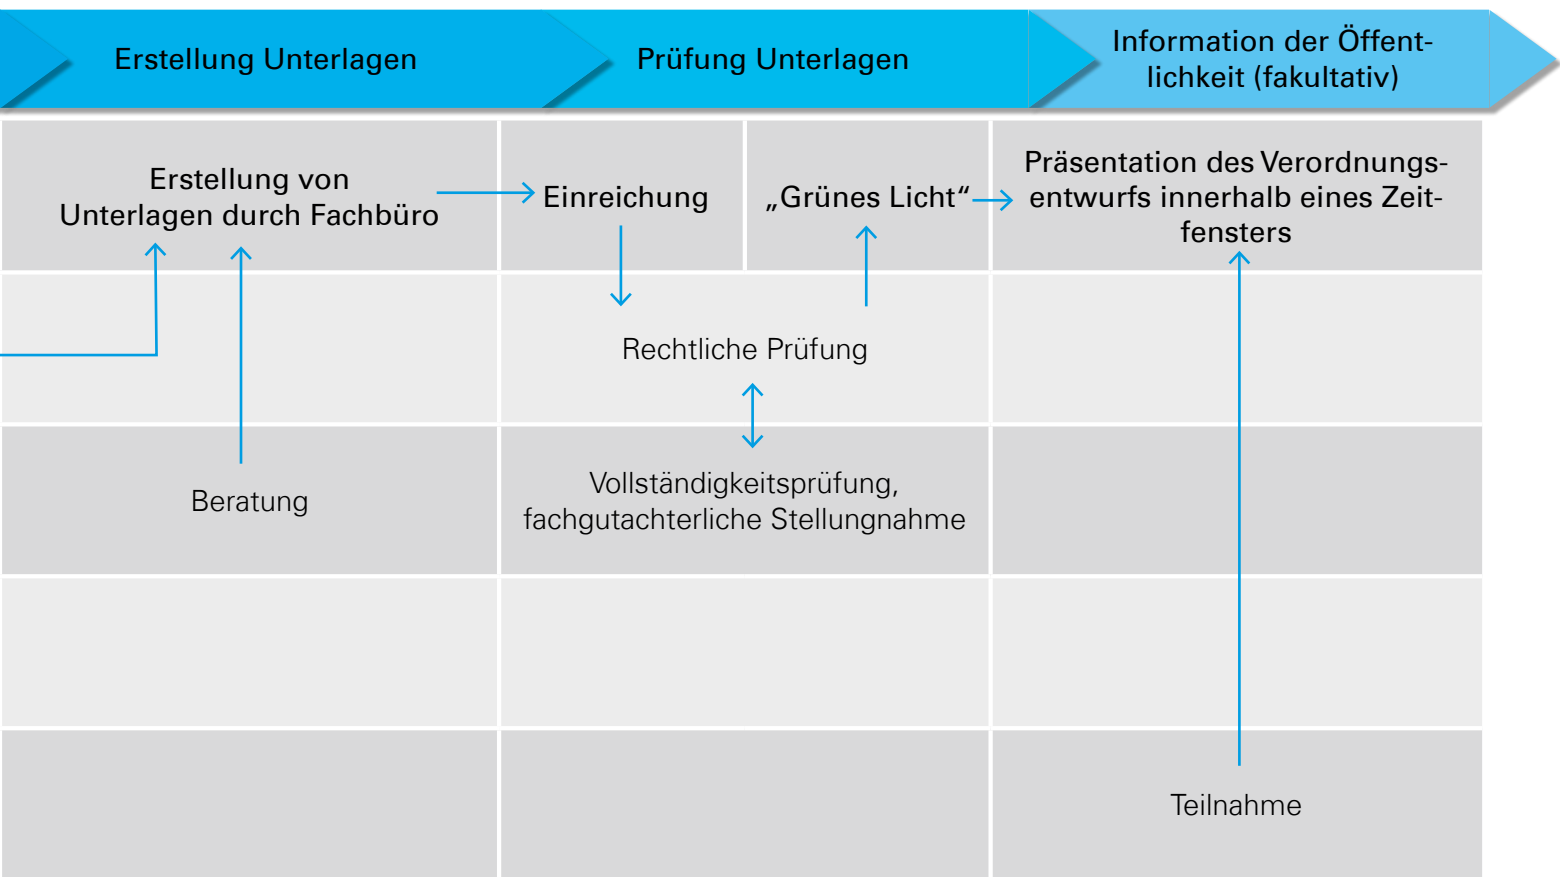 Erstellung Unterlagen
Prüfung Unterlagen
Information der Öffent-
lichkeit (fakultativ)
Erstellung von
Unterlagen durch Fachbüro
Einreichung
„Grünes Licht“
Präsentation des Verordnungs-
entwurfs innerhalb eines Zeit-
fensters
Rechtliche Prüfung
Beratung
Vollständigkeitsprüfung,
fachgutachterliche Stellungnahme
Teilnahme